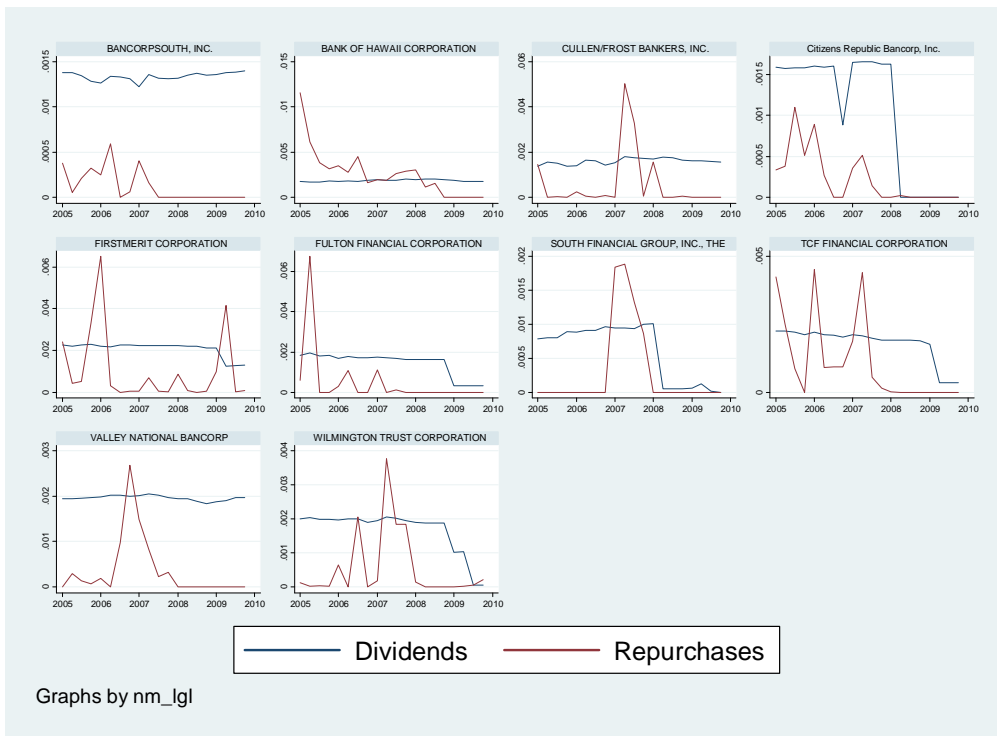 BANCORPSOUTH, INC.
BANK OF HAWAII CORPORATION
CULLEN/FROST BANKERS, INC.
Citizens Republic Bancorp, Inc.
0 .0005 .001 .0015
0 .005 .01 .015
0 .02 .04 .06
0 .0005 .001 .0015
2005 2006 2007 2008 2009 2010
2005 2006 2007 2008 2009 2010
2005 2006 2007 2008 2009 2010
2005 2006 2007 2008 2009 2010
FIRSTMERIT CORPORATION
FULTON FINANCIAL CORPORATION
SOUTH FINANCIAL GROUP, INC., THE
TCF FINANCIAL CORPORATION
0 .002 .004 .006
0 .002 .004 .006
0 .0005 .001 .0015 .002
0 .005
2005 2006 2007 2008 2009 2010
2005 2006 2007 2008 2009 2010
2005 2006 2007 2008 2009 2010
2005 2006 2007 2008 2009 2010
VALLEY NATIONAL BANCORP
WILMINGTON TRUST CORPORATION
0 .001 .002 .003
0 .001 .002 .003 .004
2005 2006 2007 2008 2009 2010
2005 2006 2007 2008 2009 2010
Dividends
Repurchases
Graphs by nm_lgl